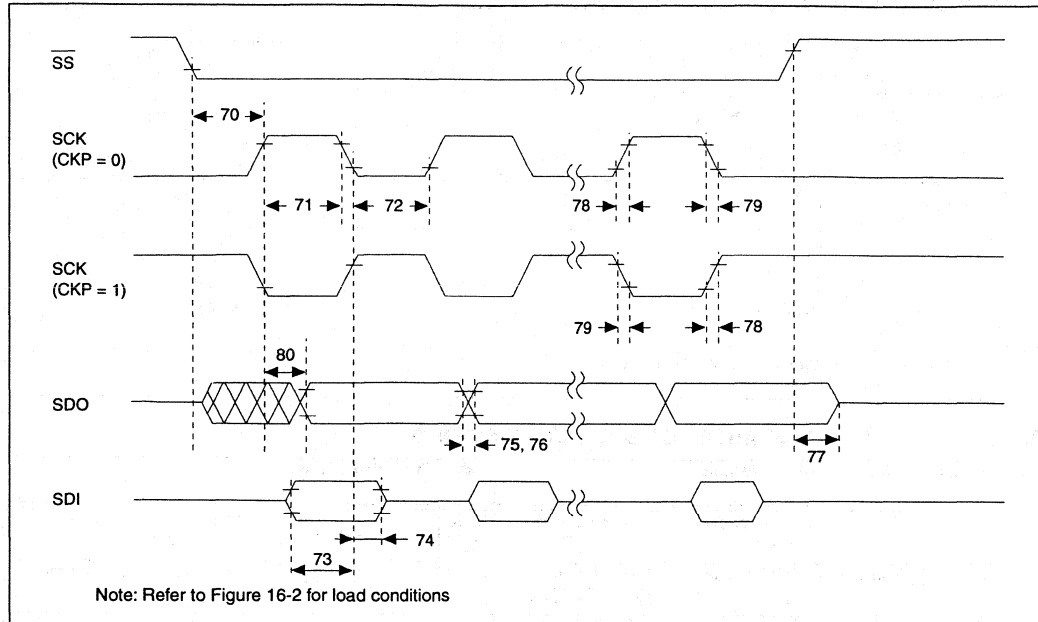 SS
70
SCK
(CKP = 0)
71
72
78
79
SCK
(CKP = 1)
79
78
80
SDO
75, 76
77
SDI
74
73
Note: Refer to Figure 16-2 for load conditions